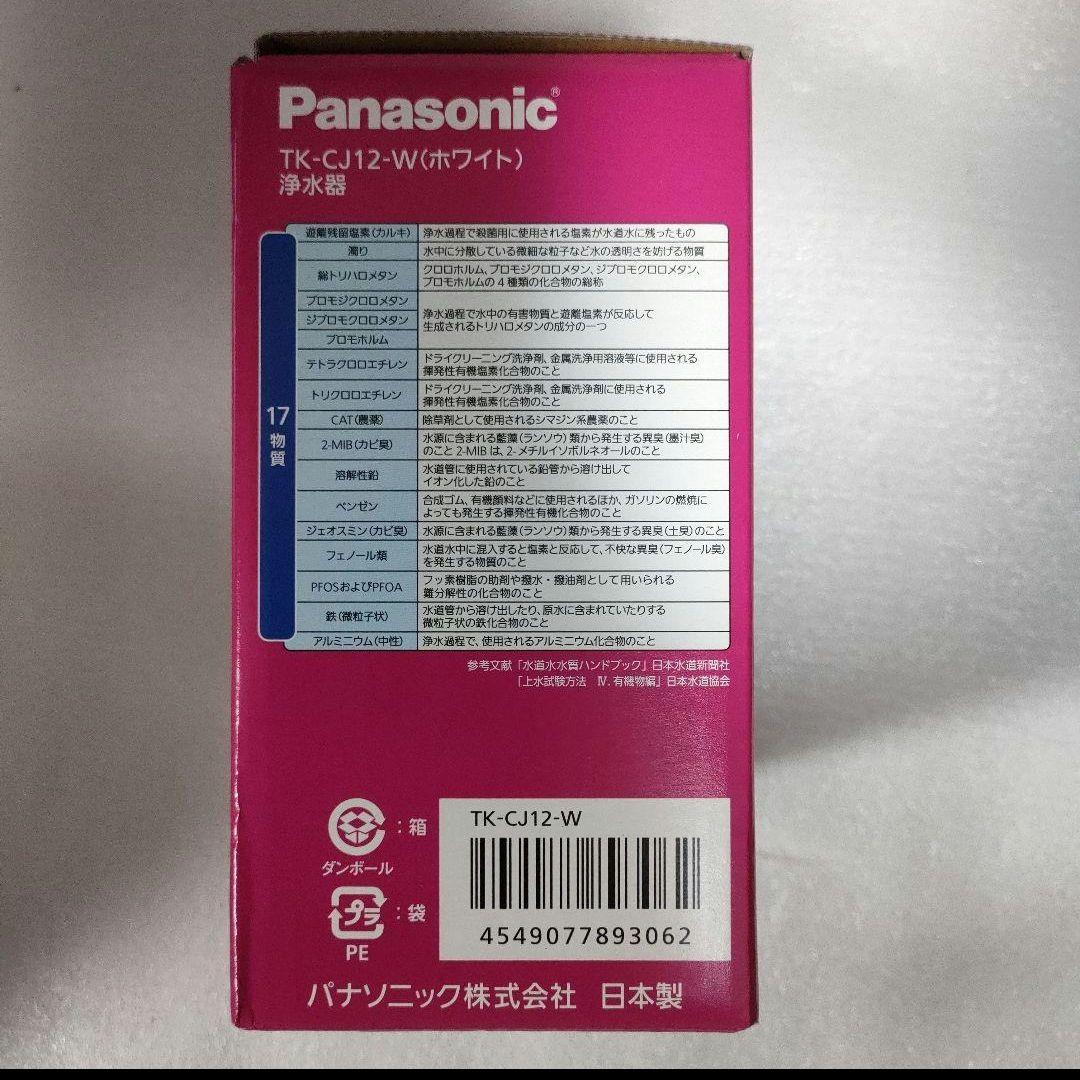 Panasonic®
TK-CJ12-W(ホワイト)
浄水器
17物質
遊離残留塩素(カルキ) 浄水過程で殺菌用に使用される塩素が水道水に残ったもの
濁り 水中に分散している微細な粒子など水の透明さを妨げる物質
総トリハロメタン クロロホルム、ブロモジクロロメタン、ジブロモクロロメタン、
ブロモホルムの4種類の化合物の総称
ブロモジクロロメタン
ジブロモクロロメタン
ブロモホルム
浄水過程で水中の有害物質と遊離塩素が反応して
生成されるトリハロメタンの成分の一つ
テトラクロロエチレン ドライクリーニング洗浄剤、金属洗浄用溶液等に使用される
揮発性有機塩素化合物のこと
トリクロロエチレン ドライクリーニング洗浄剤、金属洗浄剤に使用される
揮発性有機塩素化合物のこと
CAT(農薬) 除草剤として使用されるシマジン系農薬のこと
2-MIB(カビ臭) 水源に含まれる藍藻(ランソウ)類から発生する異臭(墨汁臭)
のこと 2-MIBは、2-メチルイソボルネオールのこと
溶解性鉛 水道管に使用されている鉛管から溶け出して
イオン化した鉛のこと
ベンゼン 合成ゴム、有機顔料などに使用されるほか、ガソリンの燃焼に
よっても発生する揮発性有機化合物のこと
ジェオスミン(カビ臭) 水源に含まれる藍藻(ランソウ)類から発生する異臭(土臭)のこと
フェノール類 水道水中に混入すると塩素と反応して、不快な異臭(フェノール臭)
を発生する物質のこと
PFOSおよびPFOA フッ素樹脂の助剤や撥水・撥油剤として用いられる
難分解性の化合物のこと
鉄(微粒子状) 水道管から溶け出したり、原水に含まれていたりする
微粒子状の鉄化合物のこと
アルミニウム(中性) 浄水過程で、使用されるアルミニウム化合物のこと
参考文献「水道水水質ハンドブック」日本水道新聞社
「上水試験方法 Ⅳ.有機物編」日本水道協会
:箱
ダンボール
プラ
:袋
PE
TK-CJ12-W
4549077893062
パナソニック株式会社 日本製